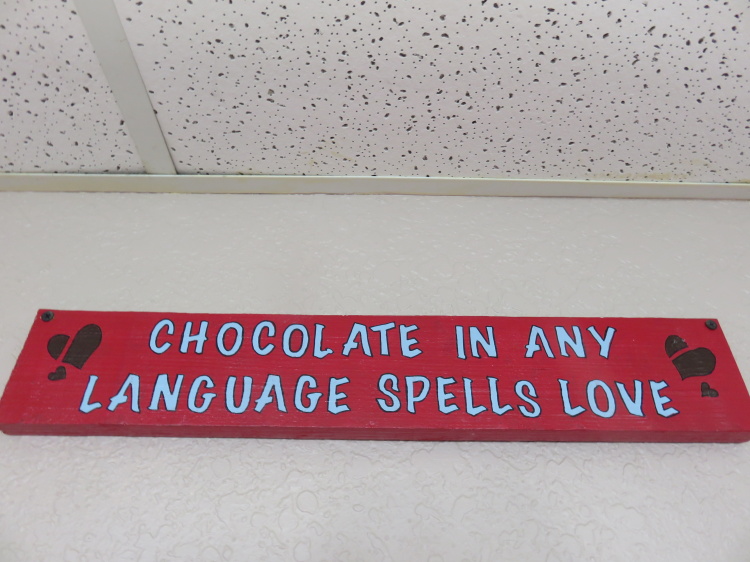 CHOCOLATE IN ANY
LANGUAGE SPELLS LOVE